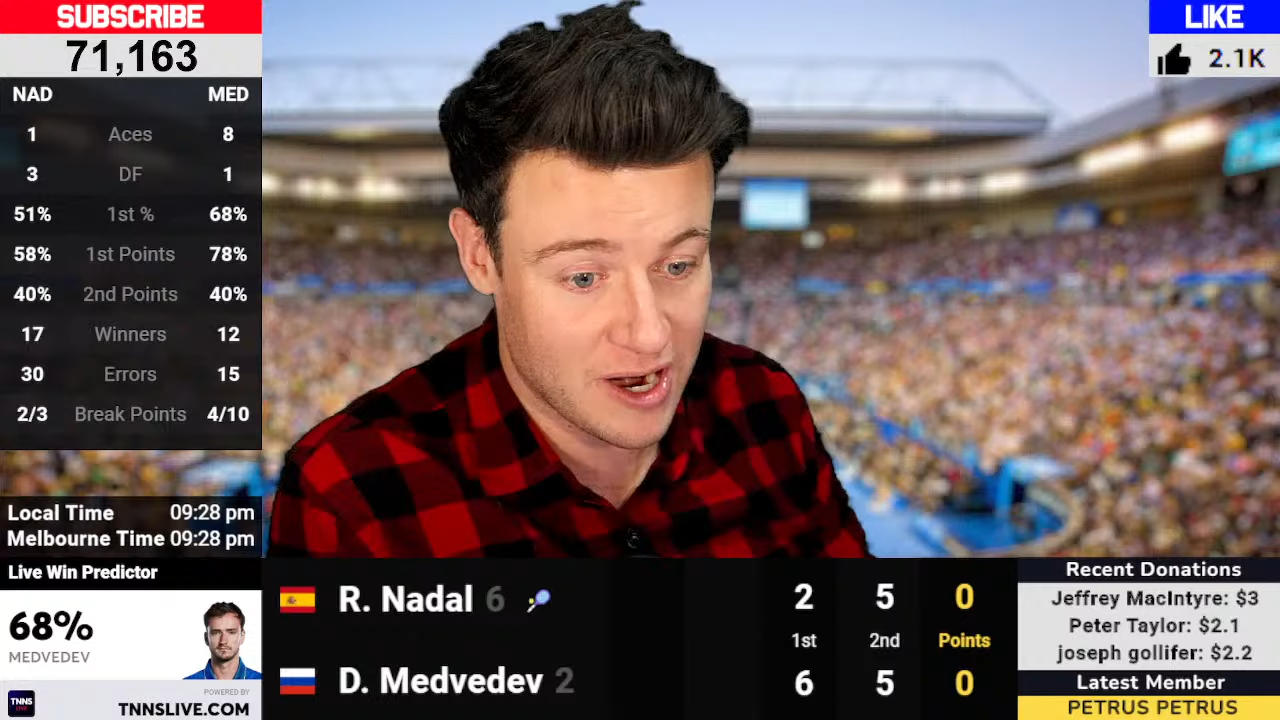 SUBSCRIBE
71,163
NAD MED
1 Aces 8
3 DF 1
51% 1st % 68%
58% 1st Points 78%
40% 2nd Points 40%
17 Winners 12
30 Errors 15
2/3 Break Points 4/10
Local Time 09:28 pm
Melbourne Time 09:28 pm
Live Win Predictor
68%
MEDVEDEV
POWERED BY
TNNS
LIVE
TNNSLIVE.COM
LIKE
2.1K
R. Nadal 6 2 5 0
1st 2nd Points
D. Medvedev 2 6 5 0
Recent Donations
Jeffrey MacIntyre: $3
Peter Taylor: $2.1
joseph gollifer: $2.2
Latest Member
PETRUS PETRUS